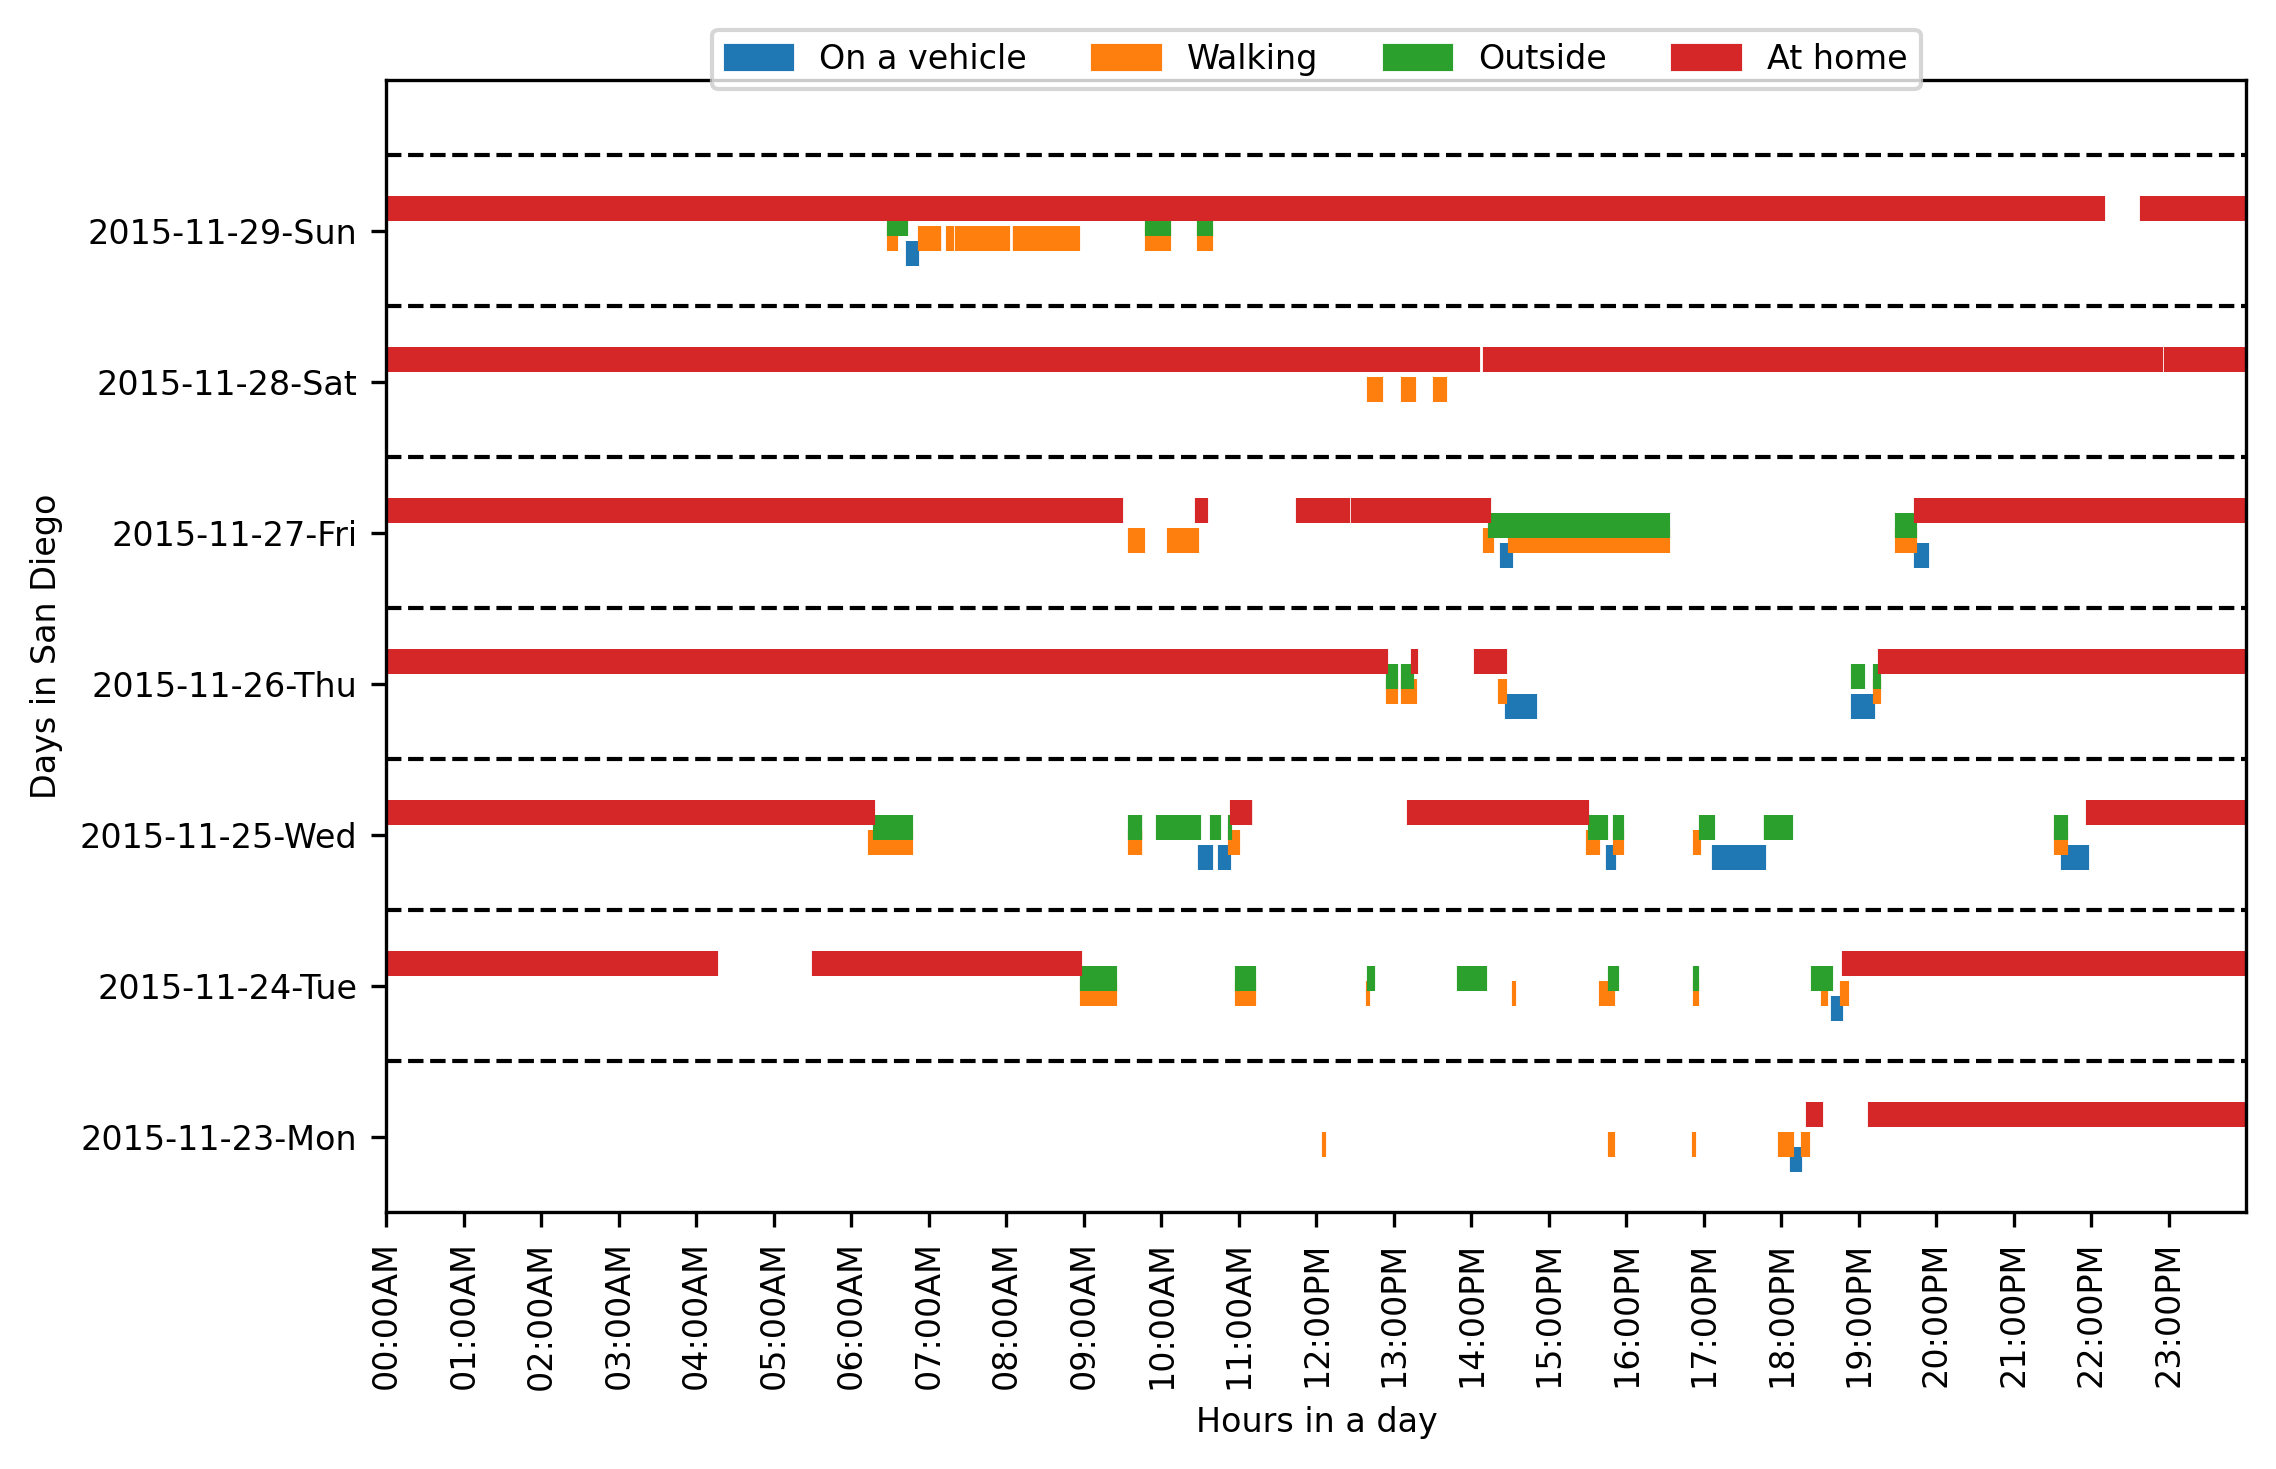 On a vehicle Walking Outside At home
Days in San Diego
2015-11-29-Sun
2015-11-28-Sat
2015-11-27-Fri
2015-11-26-Thu
2015-11-25-Wed
2015-11-24-Tue
2015-11-23-Mon
00:00AM 01:00AM 02:00AM 03:00AM 04:00AM 05:00AM 06:00AM 07:00AM 08:00AM 09:00AM 10:00AM 11:00AM 12:00PM 13:00PM 14:00PM 15:00PM 16:00PM 17:00PM 18:00PM 19:00PM 20:00PM 21:00PM 22:00PM 23:00PM
Hours in a day